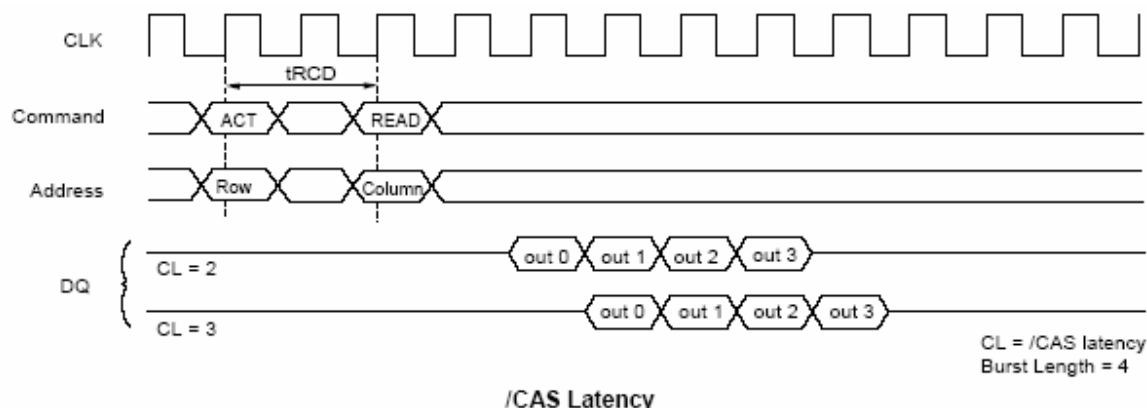 CLK
tRCD
Command
ACT
READ
Address
Row
Column
DQ
CL = 2
out 0
out 1
out 2
out 3
CL = 3
out 0
out 1
out 2
out 3
CL = /CAS latency
Burst Length = 4
/CAS Latency